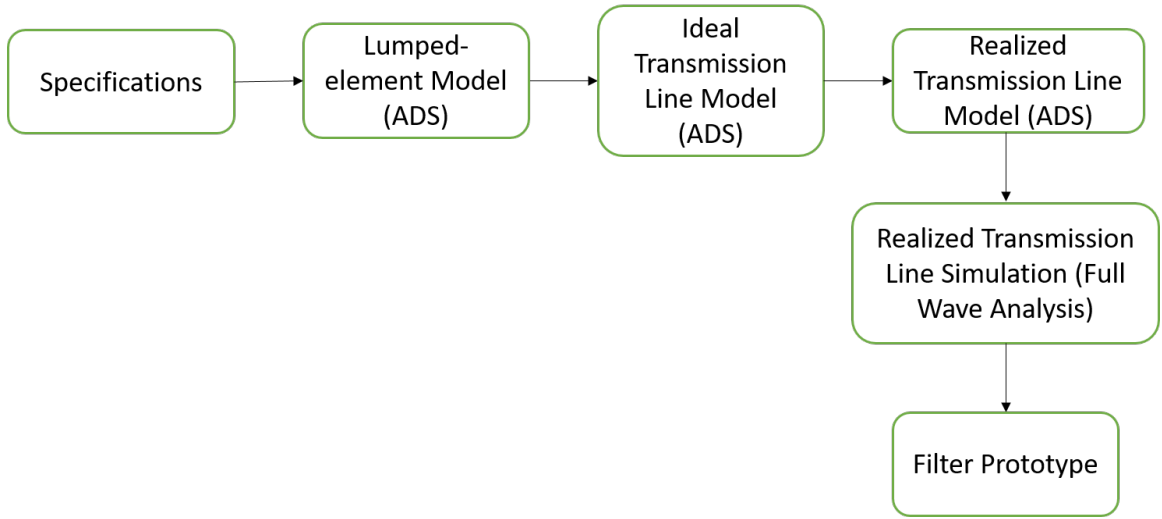 Specifications
Lumped-
element Model
(ADS)
Ideal
Transmission
Line Model
(ADS)
Realized
Transmission Line
Model (ADS)
Realized Transmission
Line Simulation (Full
Wave Analysis)
Filter Prototype